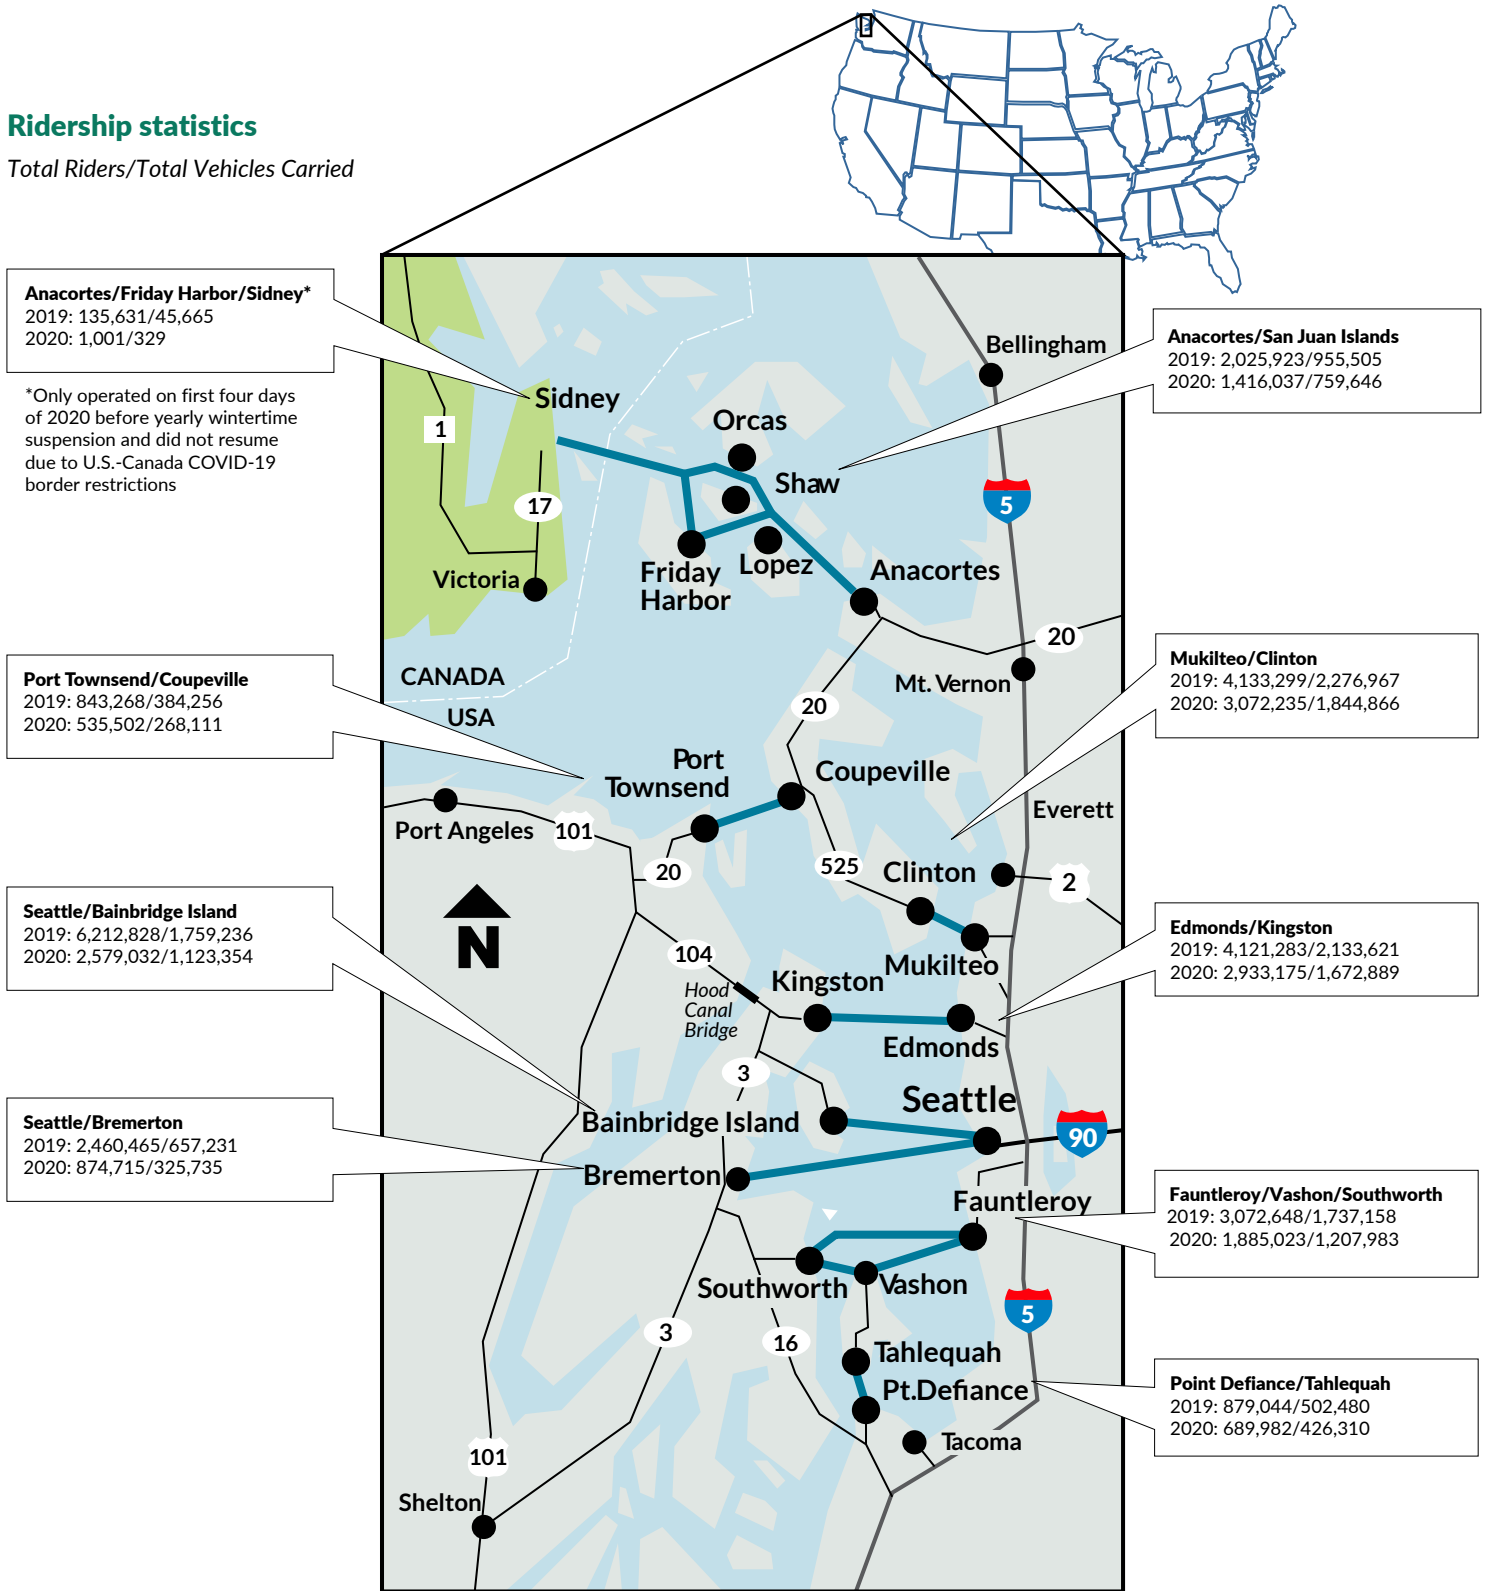 Ridership statistics
Total Riders/Total Vehicles Carried
Anacortes/Friday Harbor/Sidney*
2019: 135,631/45,665
2020: 1,001/329
*Only operated on first four days
of 2020 before yearly wintertime
suspension and did not resume
due to U.S.-Canada COVID-19
border restrictions
Anacortes/San Juan Islands
2019: 2,025,923/955,505
2020: 1,416,037/759,646
Port Townsend/Coupeville
2019: 843,268/384,256
2020: 535,502/268,111
Mukilteo/Clinton
2019: 4,133,299/2,276,967
2020: 3,072,235/1,844,866
Seattle/Bainbridge Island
2019: 6,212,828/1,759,236
2020: 2,579,032/1,123,354
Edmonds/Kingston
2019: 4,121,283/2,133,621
2020: 2,933,175/1,672,889
Seattle/Bremerton
2019: 2,460,465/657,231
2020: 874,715/325,735
Fauntleroy/Vashon/Southworth
2019: 3,072,648/1,737,158
2020: 1,885,023/1,207,983
Point Defiance/Tahlequah
2019: 879,044/502,480
2020: 689,982/426,310
Bellingham
Sidney
Orcas
1
Shaw
17
5
Victoria
Friday
Harbor
Lopez
Anacortes
20
CANADA
Mt. Vernon
USA
20
Port
Townsend
Coupeville
Everett
Port Angeles
101
20
525
Clinton
2
N
104
Mukilteo
Kingston
Hood
Canal
Bridge
Edmonds
3
Seattle
Bainbridge Island
90
Bremerton
Fauntleroy
Southworth
Vashon
5
3
16
Tahlequah
Pt.Defiance
Tacoma
101
Shelton